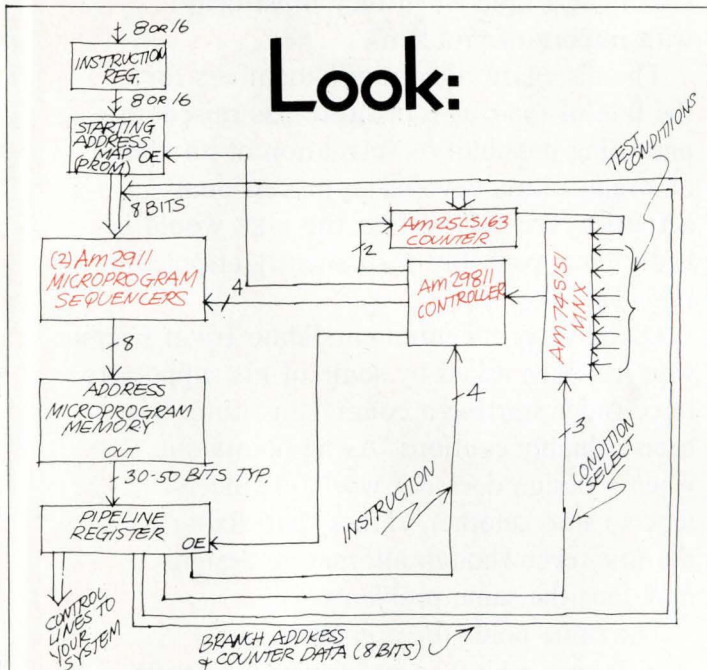 Look:
8 OR 16
INSTRUCTION
REG.
8 OR 16
STARTING
ADDRESS
MAP
(PROM)
OE
8 BITS
TEST
CONDITIONS
Am25LS163
COUNTER
2
(2) Am2911
MICROPROGRAM
SEQUENCERS
4
Am29811
CONTROLLER
Am74S151
MNX
8
ADDRESS
MICROPROGRAM
MEMORY
OUT
4
3
30-50 BITS TYP.
INSTRUCTION
CONDITION
SELECT
PIPELINE
REGISTER
OE
CONTROL
LINES TO
YOUR
SYSTEM
BRANCH ADDRESS
& COUNTER DATA (8 BITS)